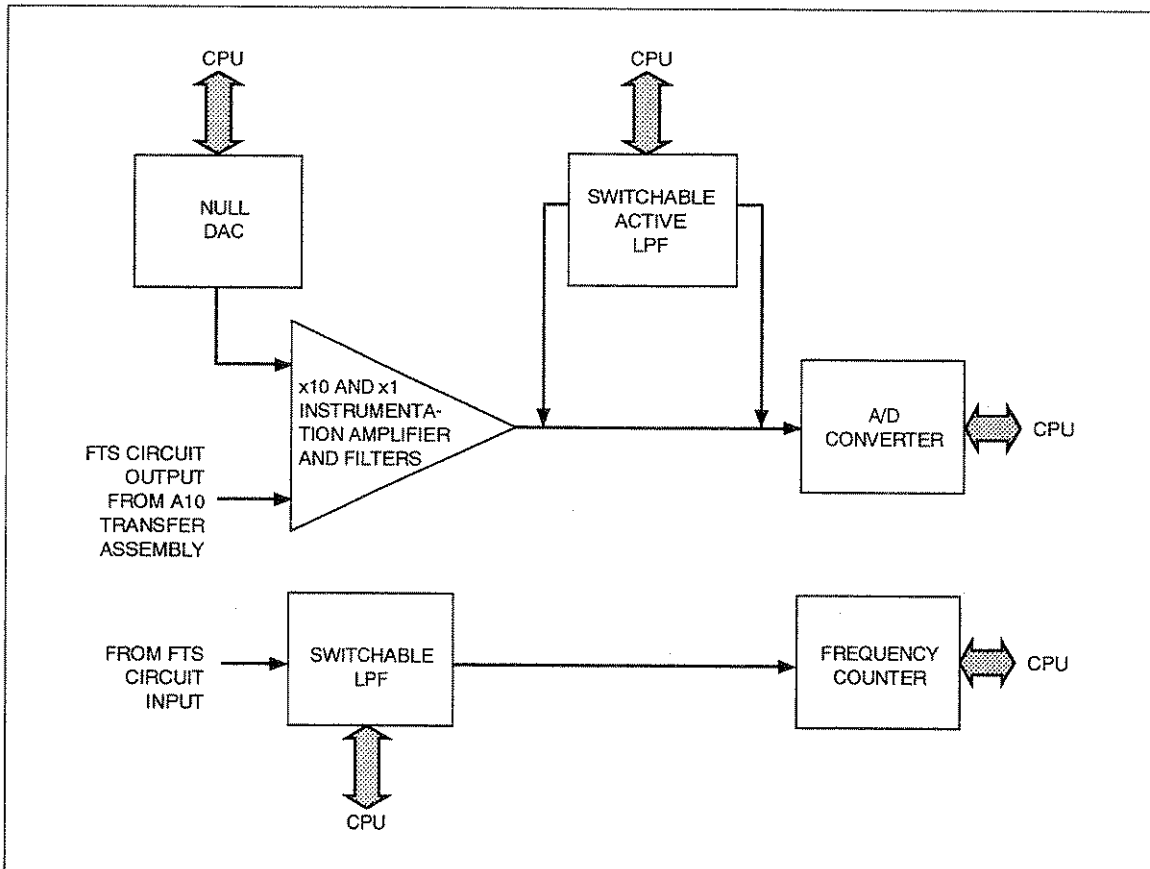 CPU
CPU
NULL
DAC
SWITCHABLE
ACTIVE
LPF
x10 AND x1
INSTRUMENTA-
TION AMPLIFIER
AND FILTERS
A/D
CONVERTER
CPU
FTS CIRCUIT
OUTPUT
FROM A10
TRANSFER
ASSEMBLY
FROM FTS
CIRCUIT
INPUT
SWITCHABLE
LPF
FREQUENCY
COUNTER
CPU
CPU